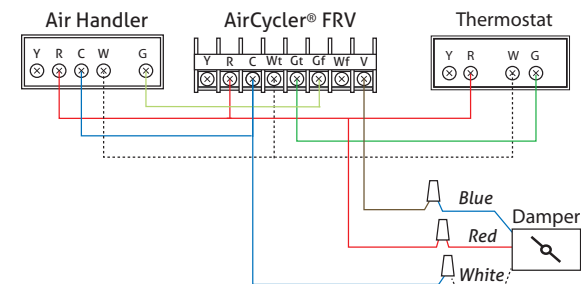 Air Handler
AirCycler® FRV
Thermostat
Y R C W G
Y R C Wt Gt Gf Wf V
Y R W G
Blue
Red
White
Damper